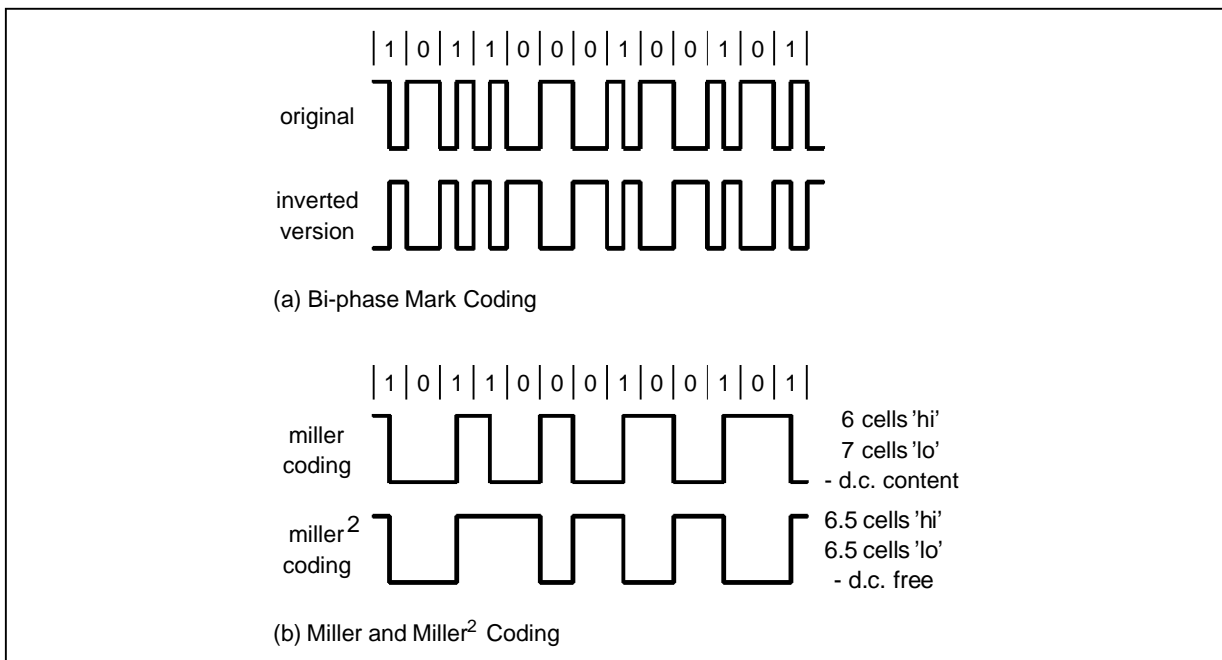 1 0 1 1 0 0 0 1 0 0 1 0 1
original
inverted
version
(a) Bi-phase Mark Coding
1 0 1 1 0 0 0 1 0 0 1 0 1
miller
coding
6 cells 'hi'
7 cells 'lo'
- d.c. content
miller²
coding
6.5 cells 'hi'
6.5 cells 'lo'
- d.c. free
(b) Miller and Miller² Coding